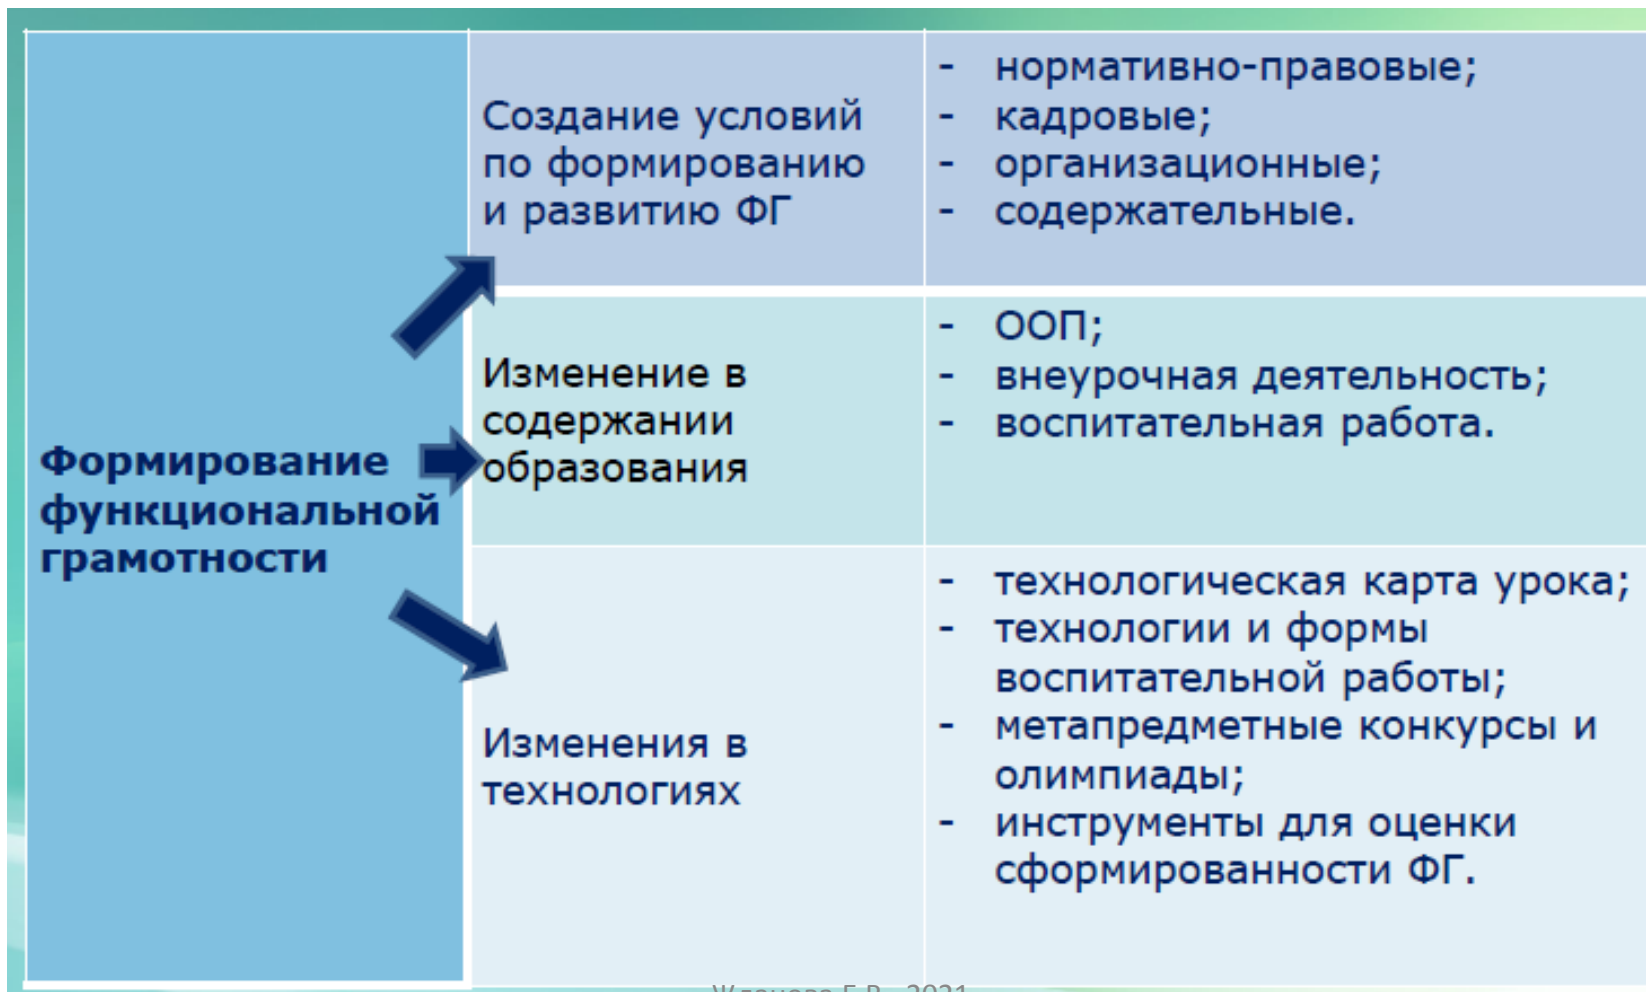 Формирование
функциональной
грамотности
Создание условий
по формированию
и развитию ФГ
- нормативно-правовые;
- кадровые;
- организационные;
- содержательные.
Изменение в
содержании
образования
- ООП;
- внеурочная деятельность;
- воспитательная работа.
Изменения в
технологиях
- технологическая карта урока;
- технологии и формы
воспитательной работы;
- метапредметные конкурсы и
олимпиады;
- инструменты для оценки
сформированности ФГ.
2021